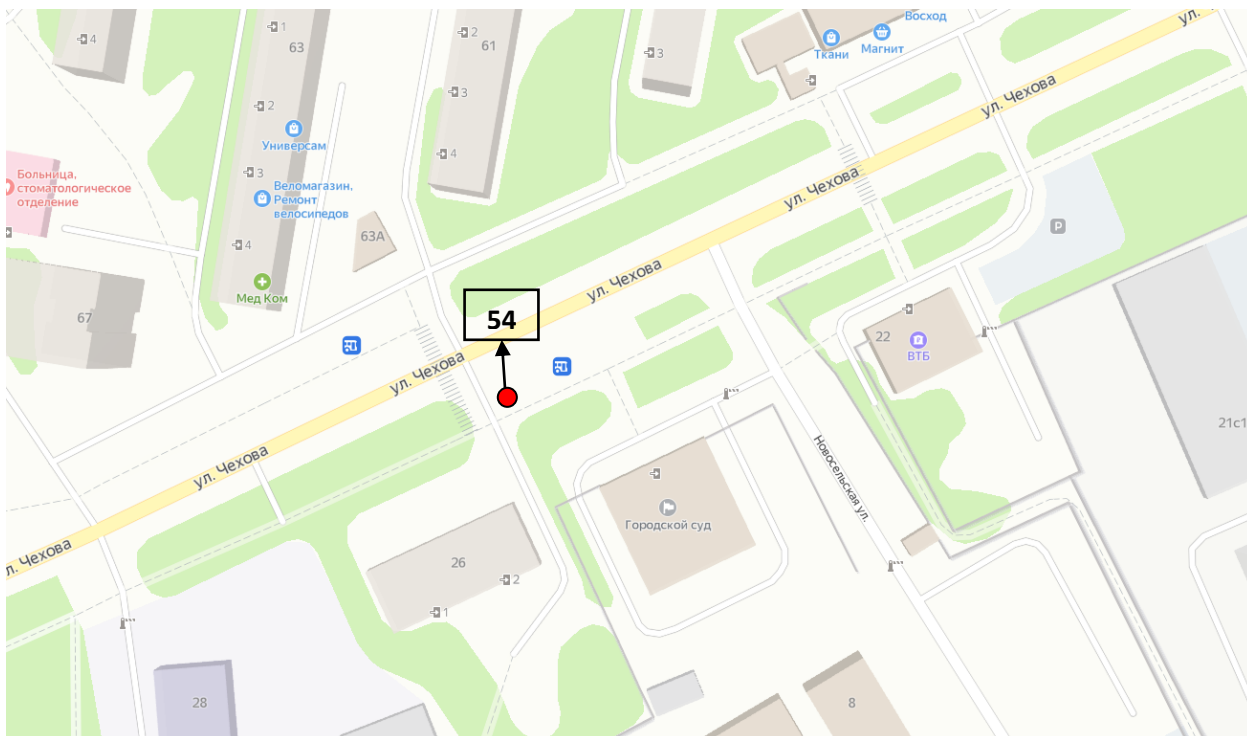 Восход
ул.
4
1
63
2
61
Ткани
Магнит
3
3
2
ул. Чехова
Универсам
4
Больница,
стоматологическое
отделение
3
Веломагазин,
Ремонт
велосипедов
ул. Чехова
63А
4
P
ул. Чехова
Мед Ком
67
54
22
ВТБ
ул. Чехова
21с1
ул. Чехова
Новосельская ул.
Городской суд
л. Чехова
26
2
1
28
8